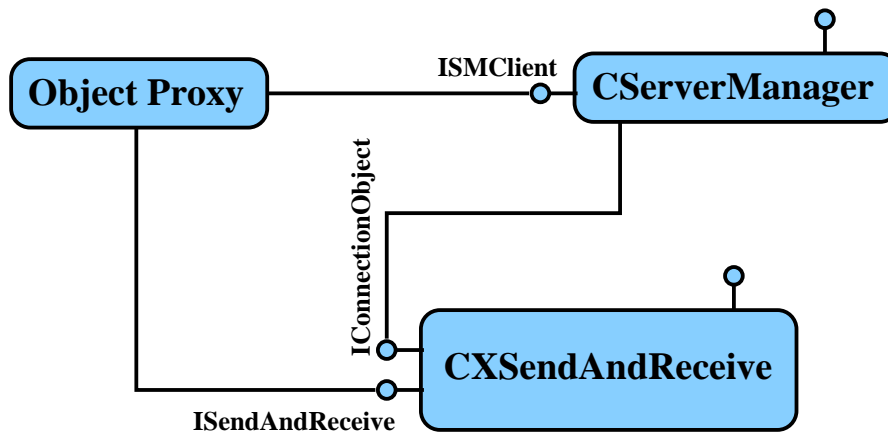 ISMClient
Object Proxy
CServerManager
IConnectionObject
CXSendAndReceive
ISendAndReceive